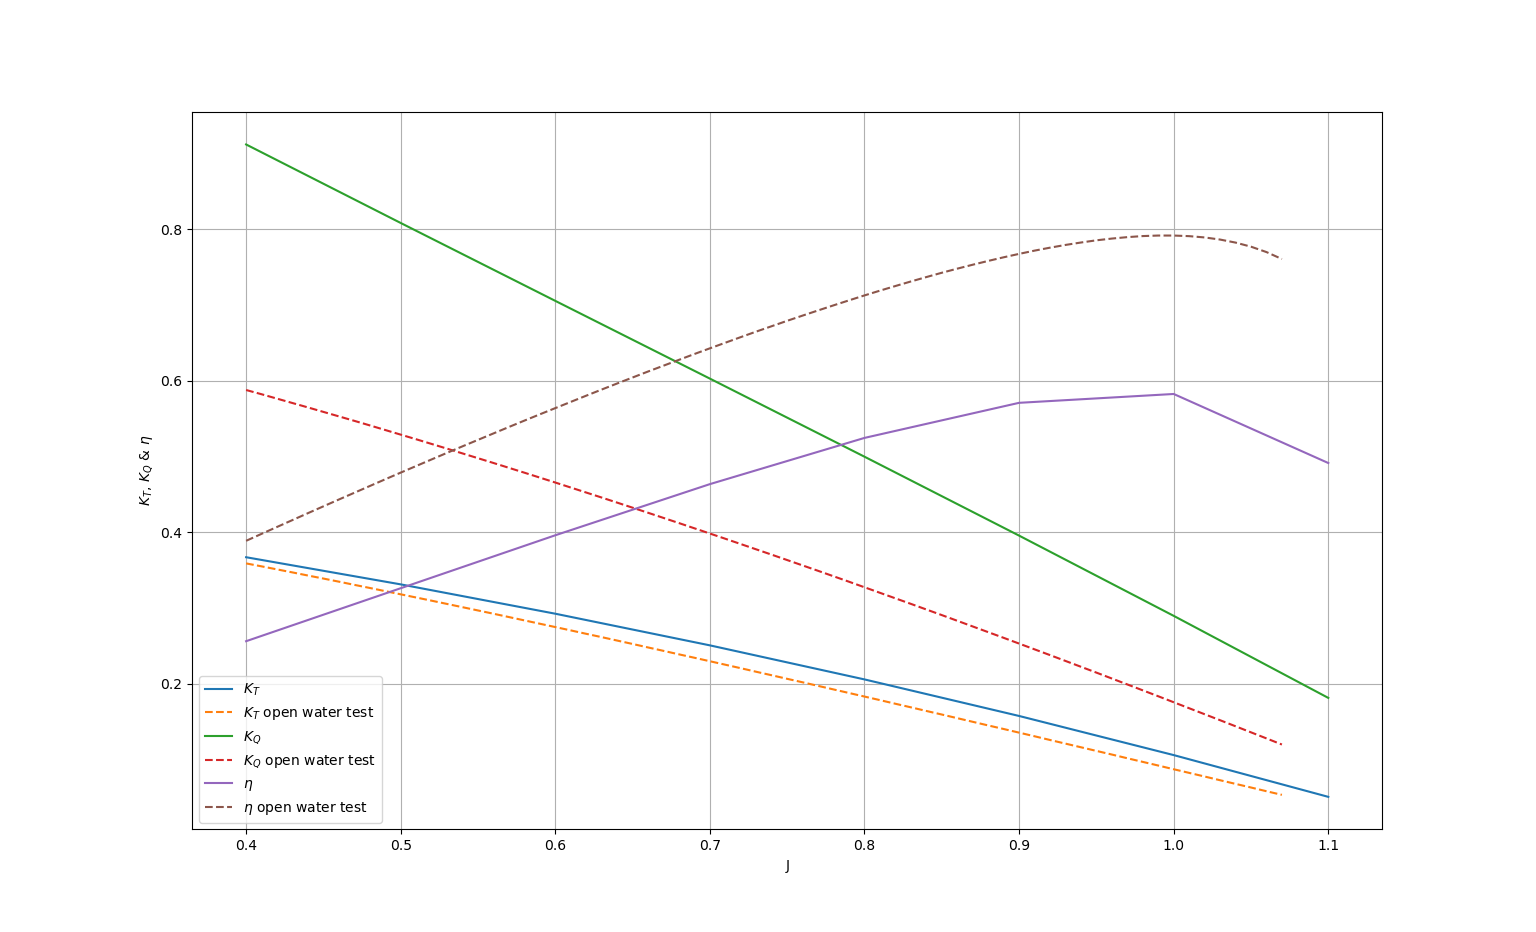 0.8
0.6
0.4
0.2
K_T, K_Q & η
K_T
K_T open water test
K_Q
K_Q open water test
η
η open water test
0.4 0.5 0.6 0.7 0.8 0.9 1.0 1.1
J